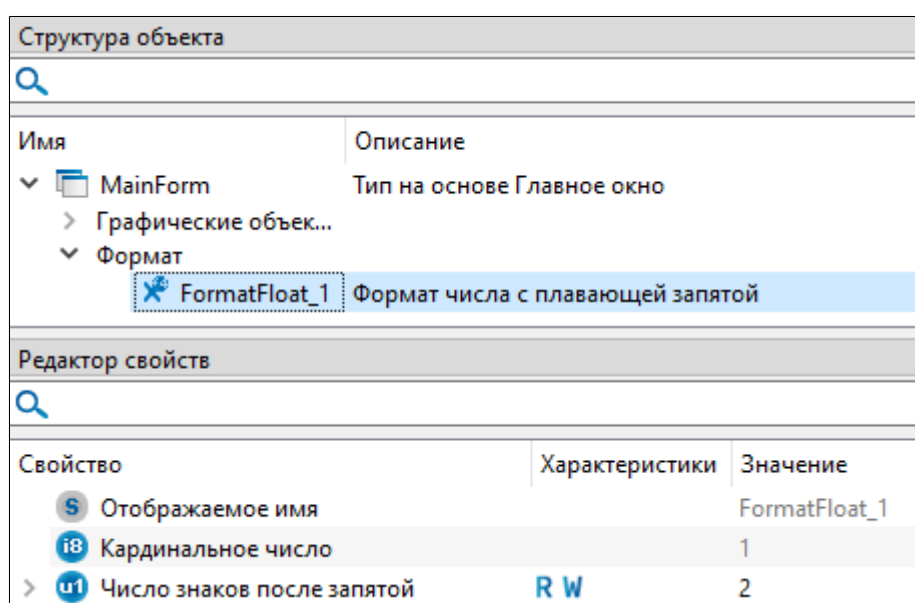 Структура объекта
Имя Описание
MainForm Тип на основе Главное окно
Графические объек...
Формат
FormatFloat_1 Формат числа с плавающей запятой
Редактор свойств
Свойство Характеристики Значение
S Отображаемое имя FormatFloat_1
i8 Кардинальное число 1
u1 Число знаков после запятой R W 2